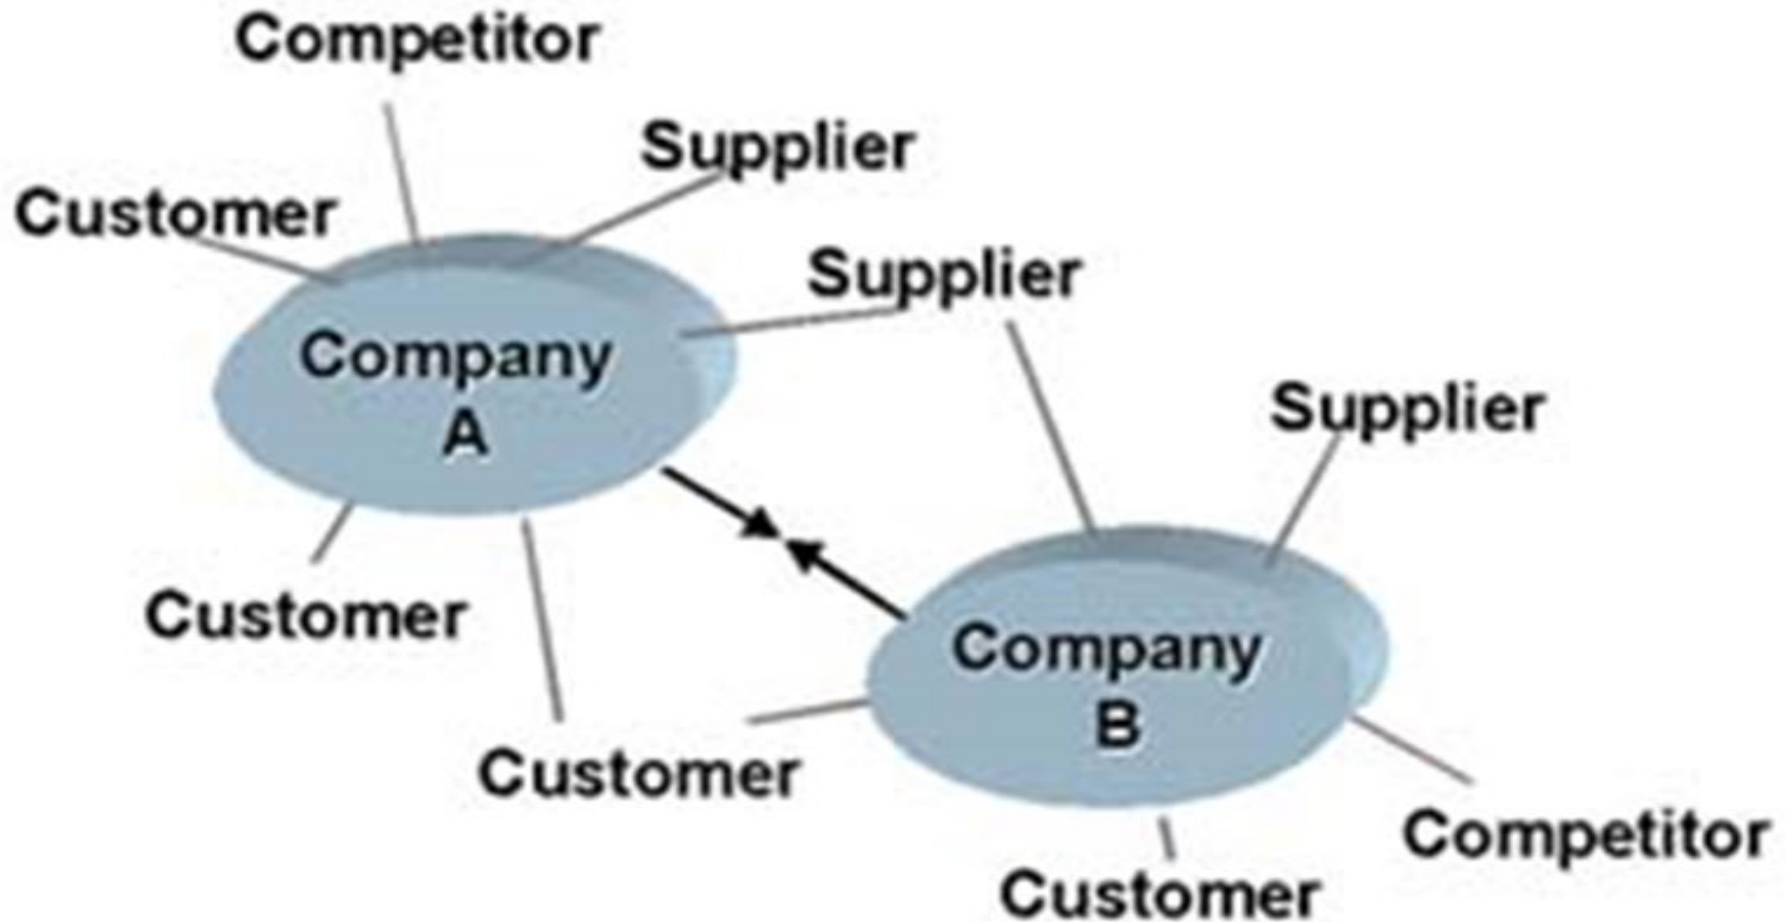 Competitor
Supplier
Customer
Supplier
Company
A
Supplier
Customer
Company
B
Customer
Competitor
Customer